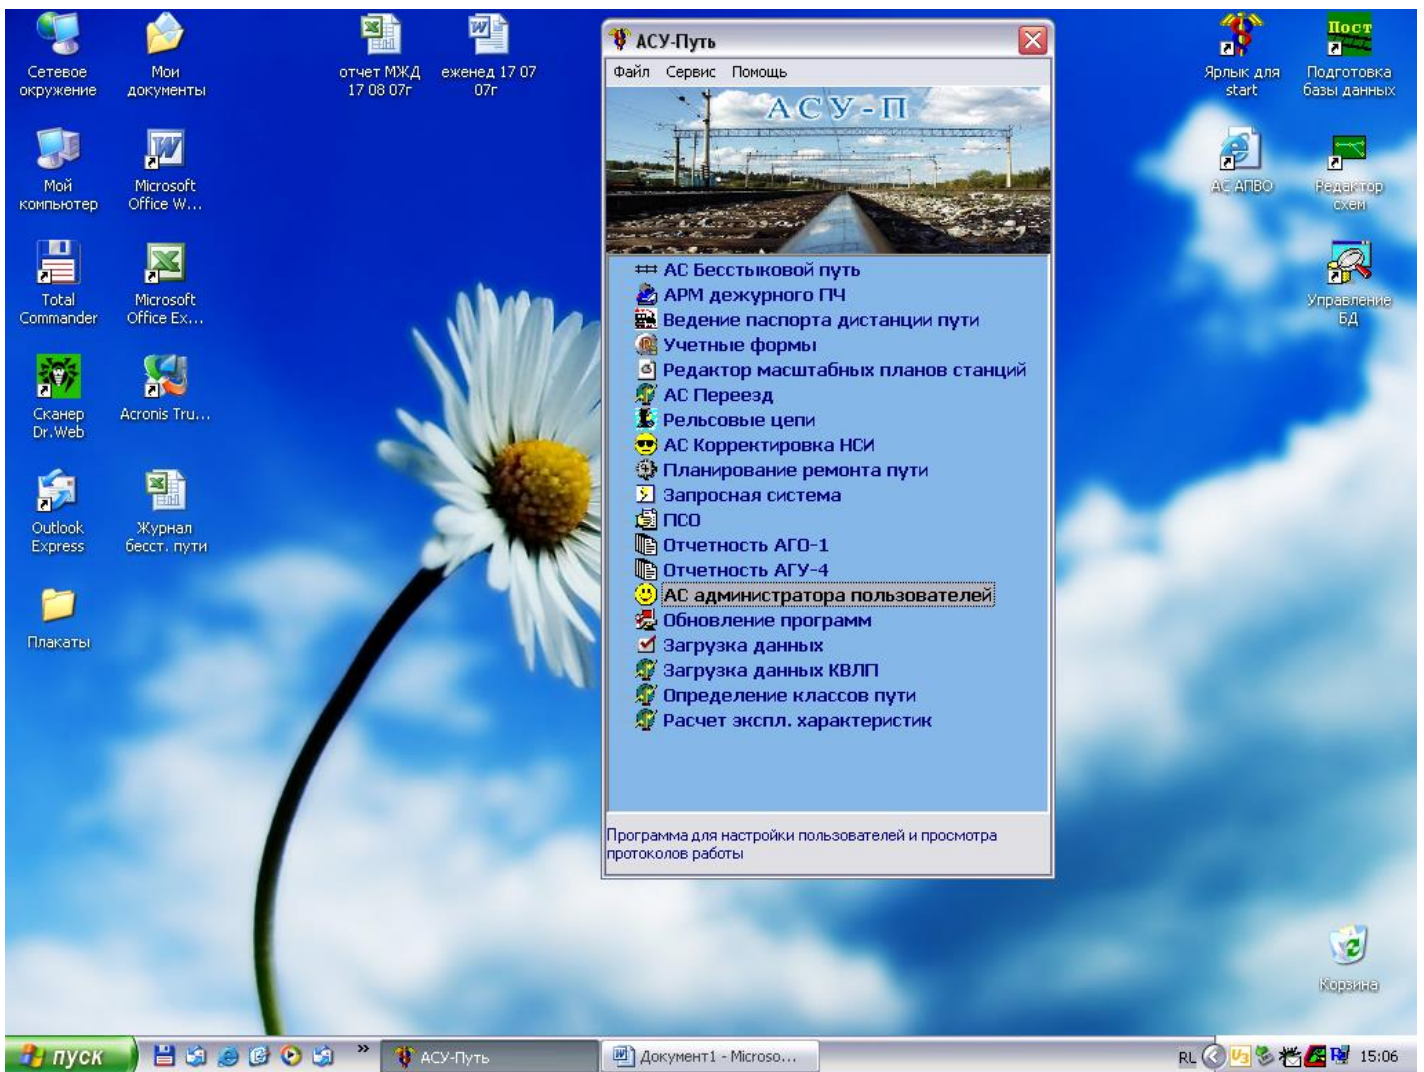 Сетевое
окружение
Мои
документы
отчет МЖД
17 08 07г
еженед 17 07
07г
Мой
компьютер
Microsoft
Office W...
Total
Commander
Microsoft
Office Ex...
Сканер
Dr.Web
Acronis Tru...
Outlook
Express
Журнал
бесст. пути
Плакаты
АСУ-Путь
Файл Сервис Помощь
АСУ-П
АС Бесстыковой путь
АРМ дежурного ПЧ
Ведение паспорта дистанции пути
Учетные формы
Редактор масштабных планов станций
АС Переезд
Рельсовые цепи
АС Корректировка НСИ
Планирование ремонта пути
Запросная система
ПСО
Отчетность АГО-1
Отчетность АГУ-4
АС администратора пользователей
Обновление программ
Загрузка данных
Загрузка данных КВЛП
Определение классов пути
Расчет экспл. характеристик
Программа для настройки пользователей и просмотра
протоколов работы
Ярлык для
start
Пост
Подготовка
базы данных
АС АПВО
Редактор
схем
Управление
БД
Корзина
пуск
»
АСУ-Путь
Документ1 - Microso...
RL
15:06